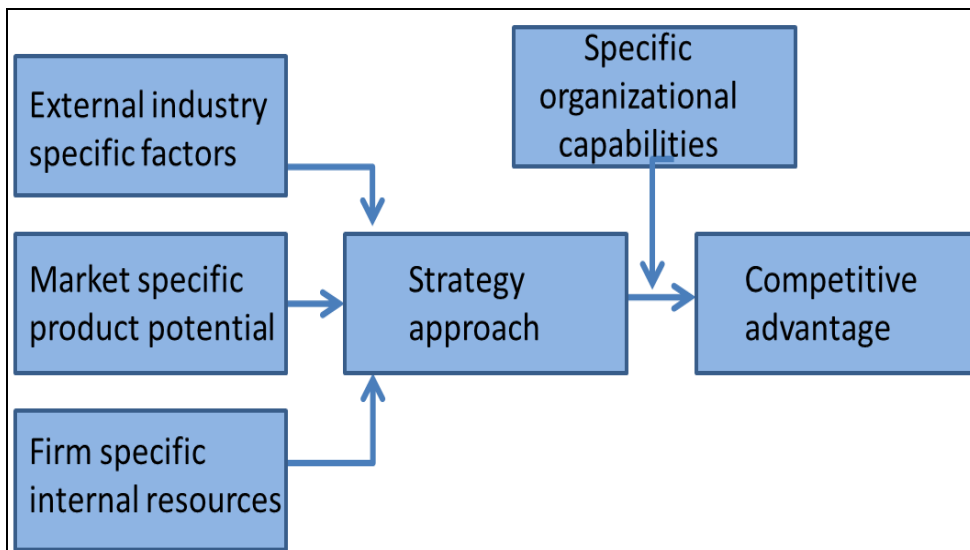 External industry
specific factors
Specific
organizational
capabilities
Market specific
product potential
Strategy
approach
Competitive
advantage
Firm specific
internal resources